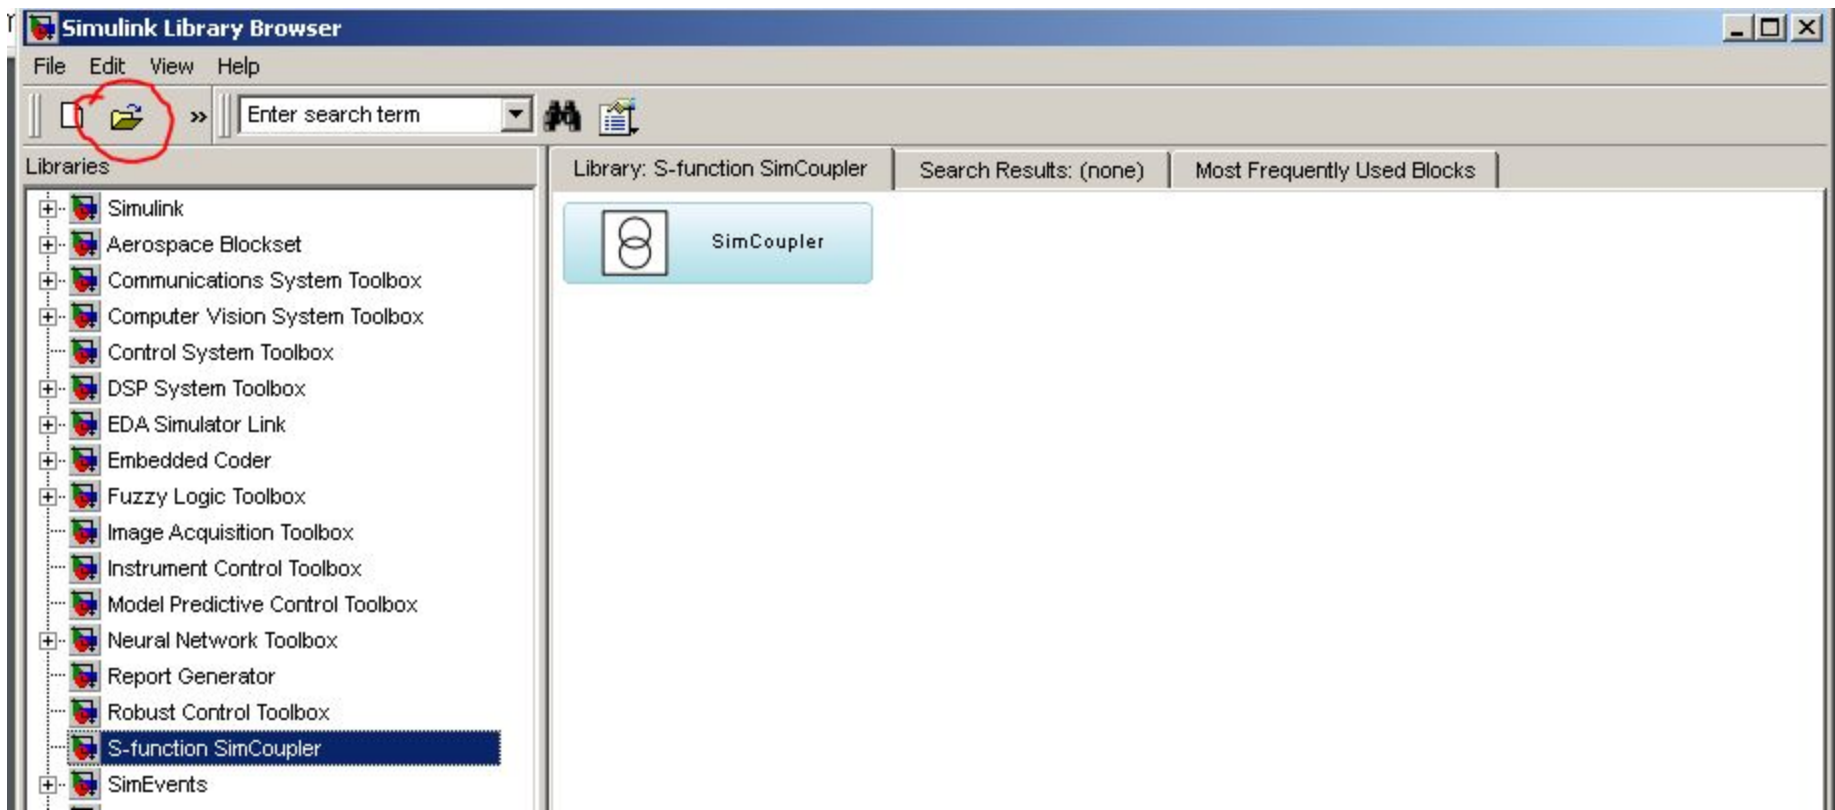 Simulink Library Browser
File Edit View Help
» Enter search term
Libraries
Library: S-function SimCoupler Search Results: (none) Most Frequently Used Blocks
Simulink
Aerospace Blockset
Communications System Toolbox
Computer Vision System Toolbox
Control System Toolbox
DSP System Toolbox
EDA Simulator Link
Embedded Coder
Fuzzy Logic Toolbox
Image Acquisition Toolbox
Instrument Control Toolbox
Model Predictive Control Toolbox
Neural Network Toolbox
Report Generator
Robust Control Toolbox
S-function SimCoupler
SimEvents
SimCoupler